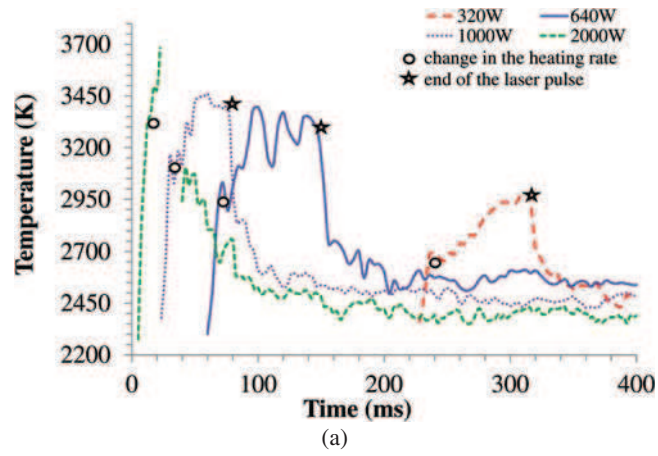 320W 640W
1000W 2000W
change in the heating rate
end of the laser pulse
Temperature (K)
3700
3450
3200
2950
2700
2450
2200
0 100 200 300 400
Time (ms)
(a)